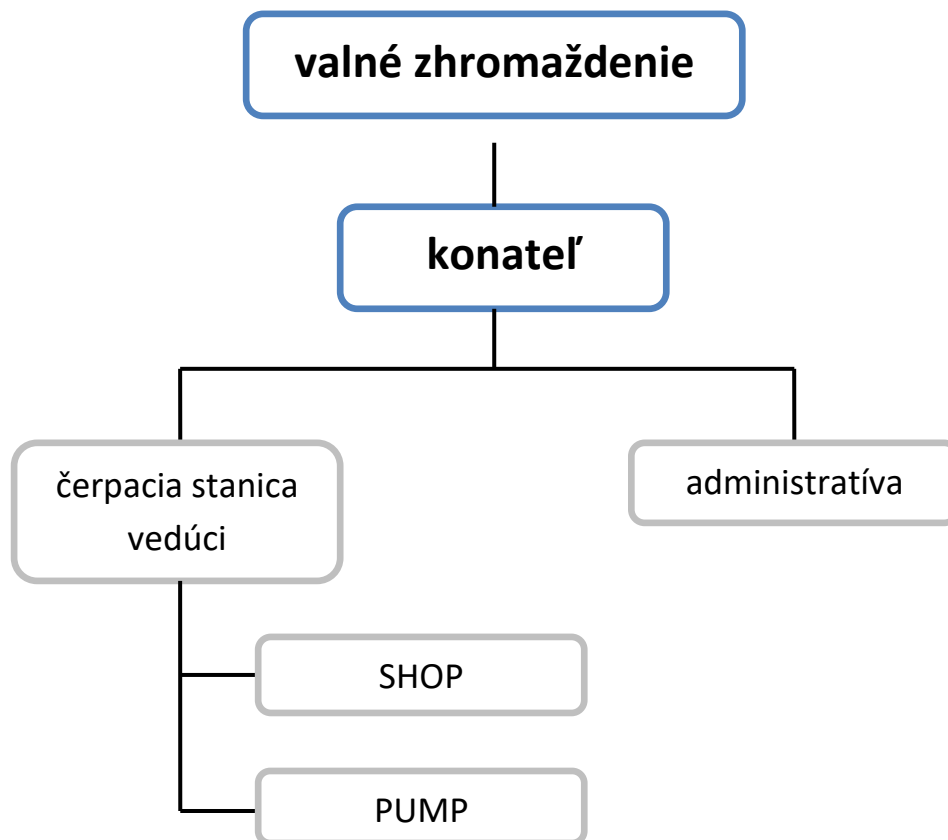 valné zhromaždenie
konateľ
čerpacia stanica
vedúci
administratíva
SHOP
PUMP